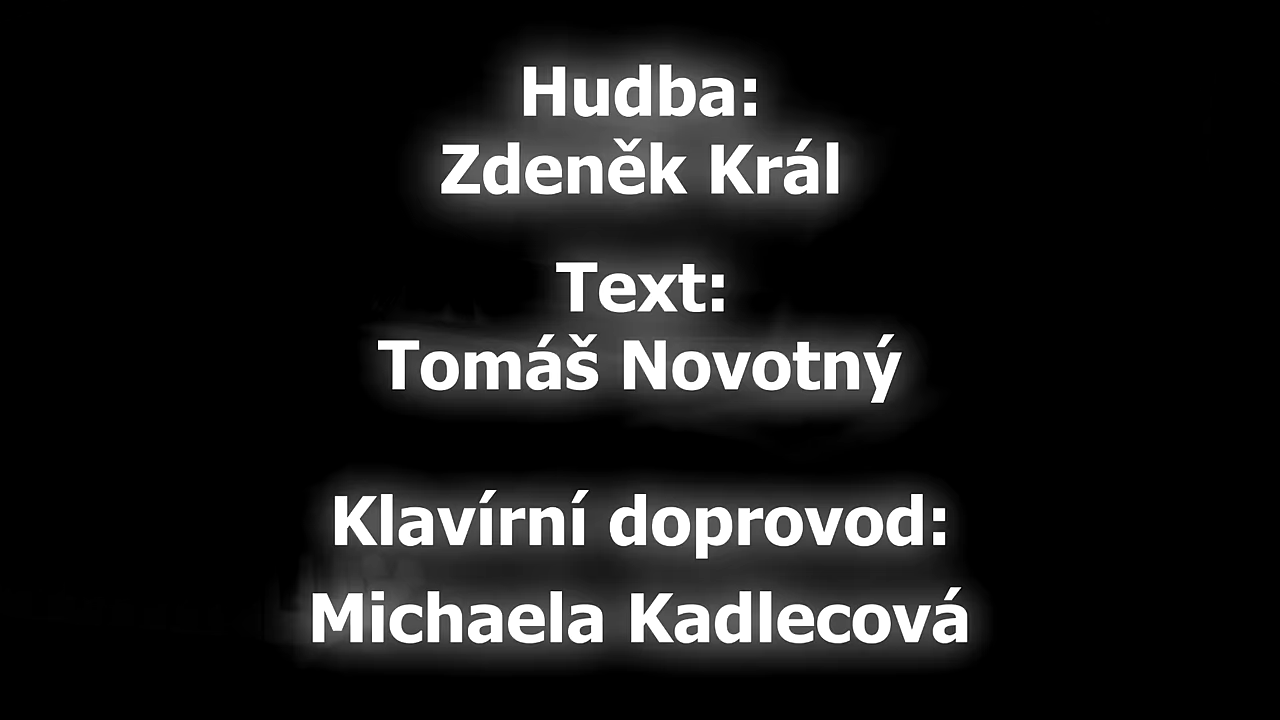 Hudba:
Zdeněk Král
Text:
Tomáš Novotný
Klavírní doprovod:
Michaela Kadlecová